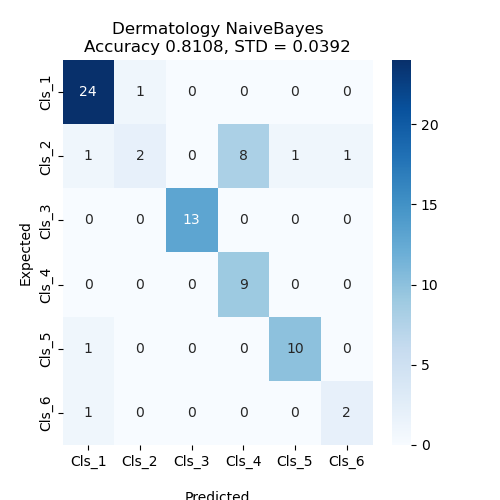 Dermatology NaiveBayes
Accuracy 0.8108, STD = 0.0392
Cls_1 24 1 0 0 0 0
Cls_2 1 2 0 8 1 1
Cls_3 0 0 13 0 0 0
Cls_4 0 0 0 9 0 0
Cls_5 1 0 0 0 10 0
Cls_6 1 0 0 0 0 2
Cls_1 Cls_2 Cls_3 Cls_4 Cls_5 Cls_6
Expected
Predicted
20
15
10
5
0